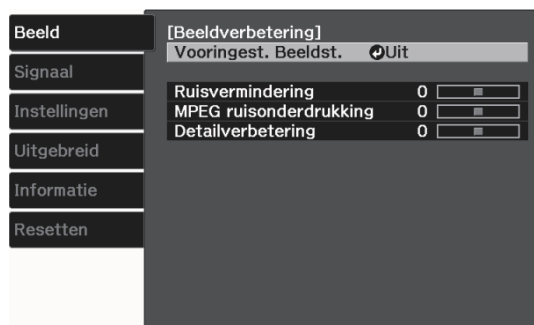 Beeld
Signaal
Instellingen
Uitgebreid
Informatie
Resetten
[Beeldverbetering]
Vooringest. Beeldst. Uit
Ruisvermindering 0
MPEG ruisonderdrukking 0
Detailverbetering 0